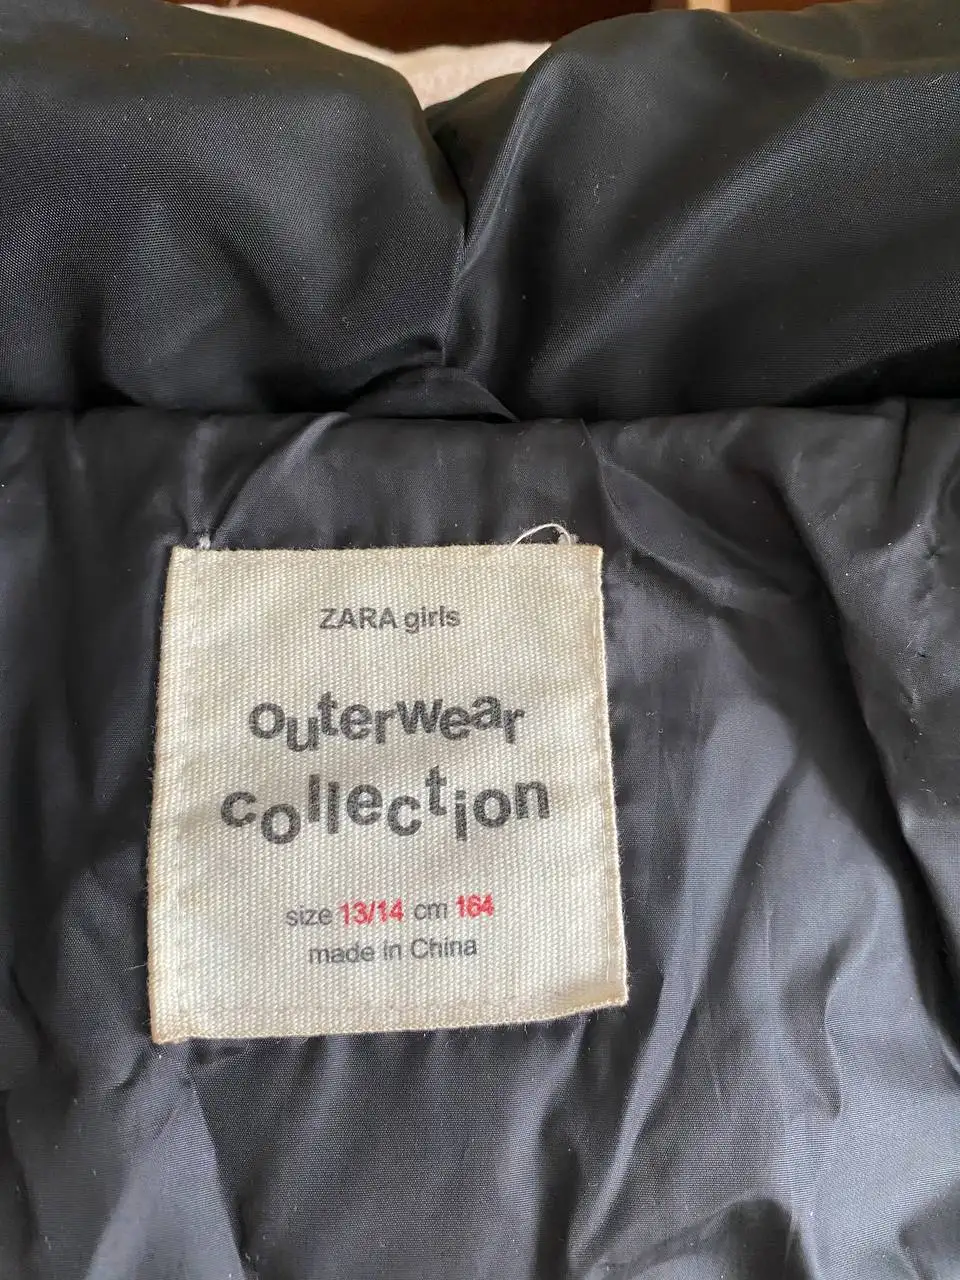 ZARA girls
outerwear
collection
size 13/14 cm 164
made in China